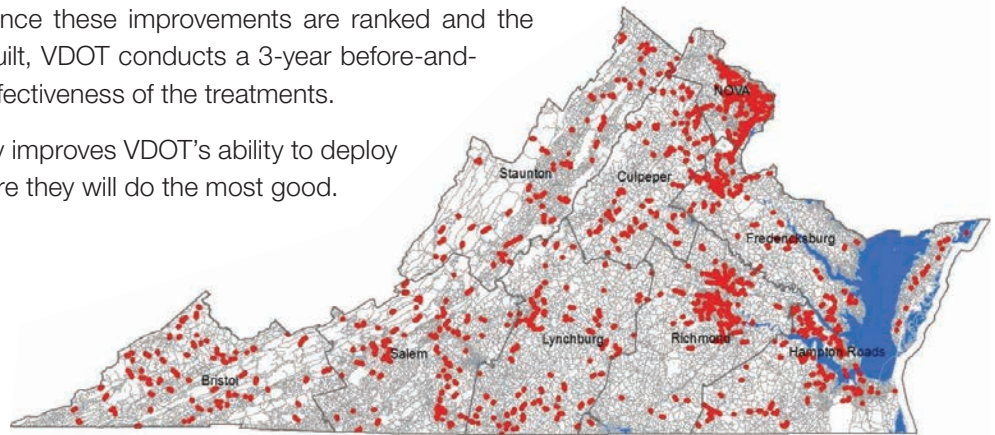 nce these improvements are ranked and the
uilt, VDOT conducts a 3-year before-and-
ffectiveness of the treatments.
y improves VDOT's ability to deploy
re they will do the most good.
NOVA
Staunton
Culpeper
Fredericksburg
Lynchburg
Richmond
Hampton Roads
Salem
Bristol